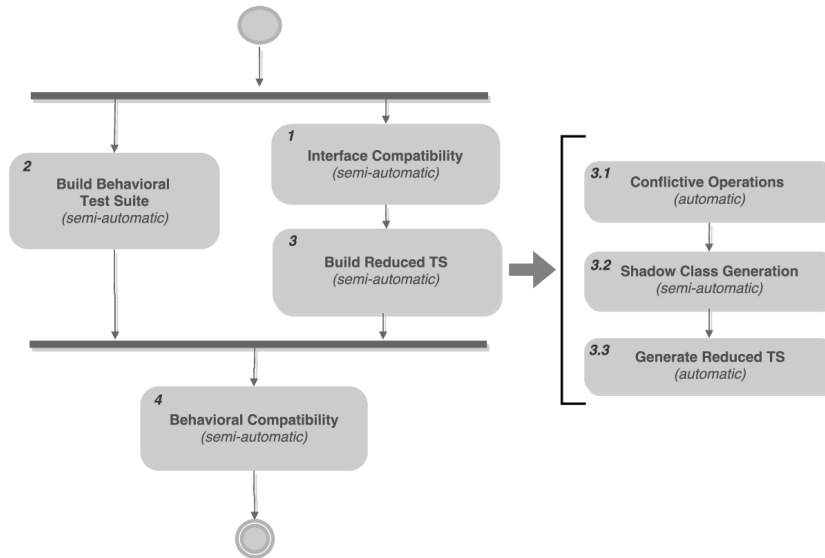 1
Interface Compatibility
(semi-automatic)
2
Build Behavioral
Test Suite
(semi-automatic)
3
Build Reduced TS
(semi-automatic)
3.1
Conflictive Operations
(automatic)
3.2
Shadow Class Generation
(semi-automatic)
3.3
Generate Reduced TS
(automatic)
4
Behavioral Compatibility
(semi-automatic)